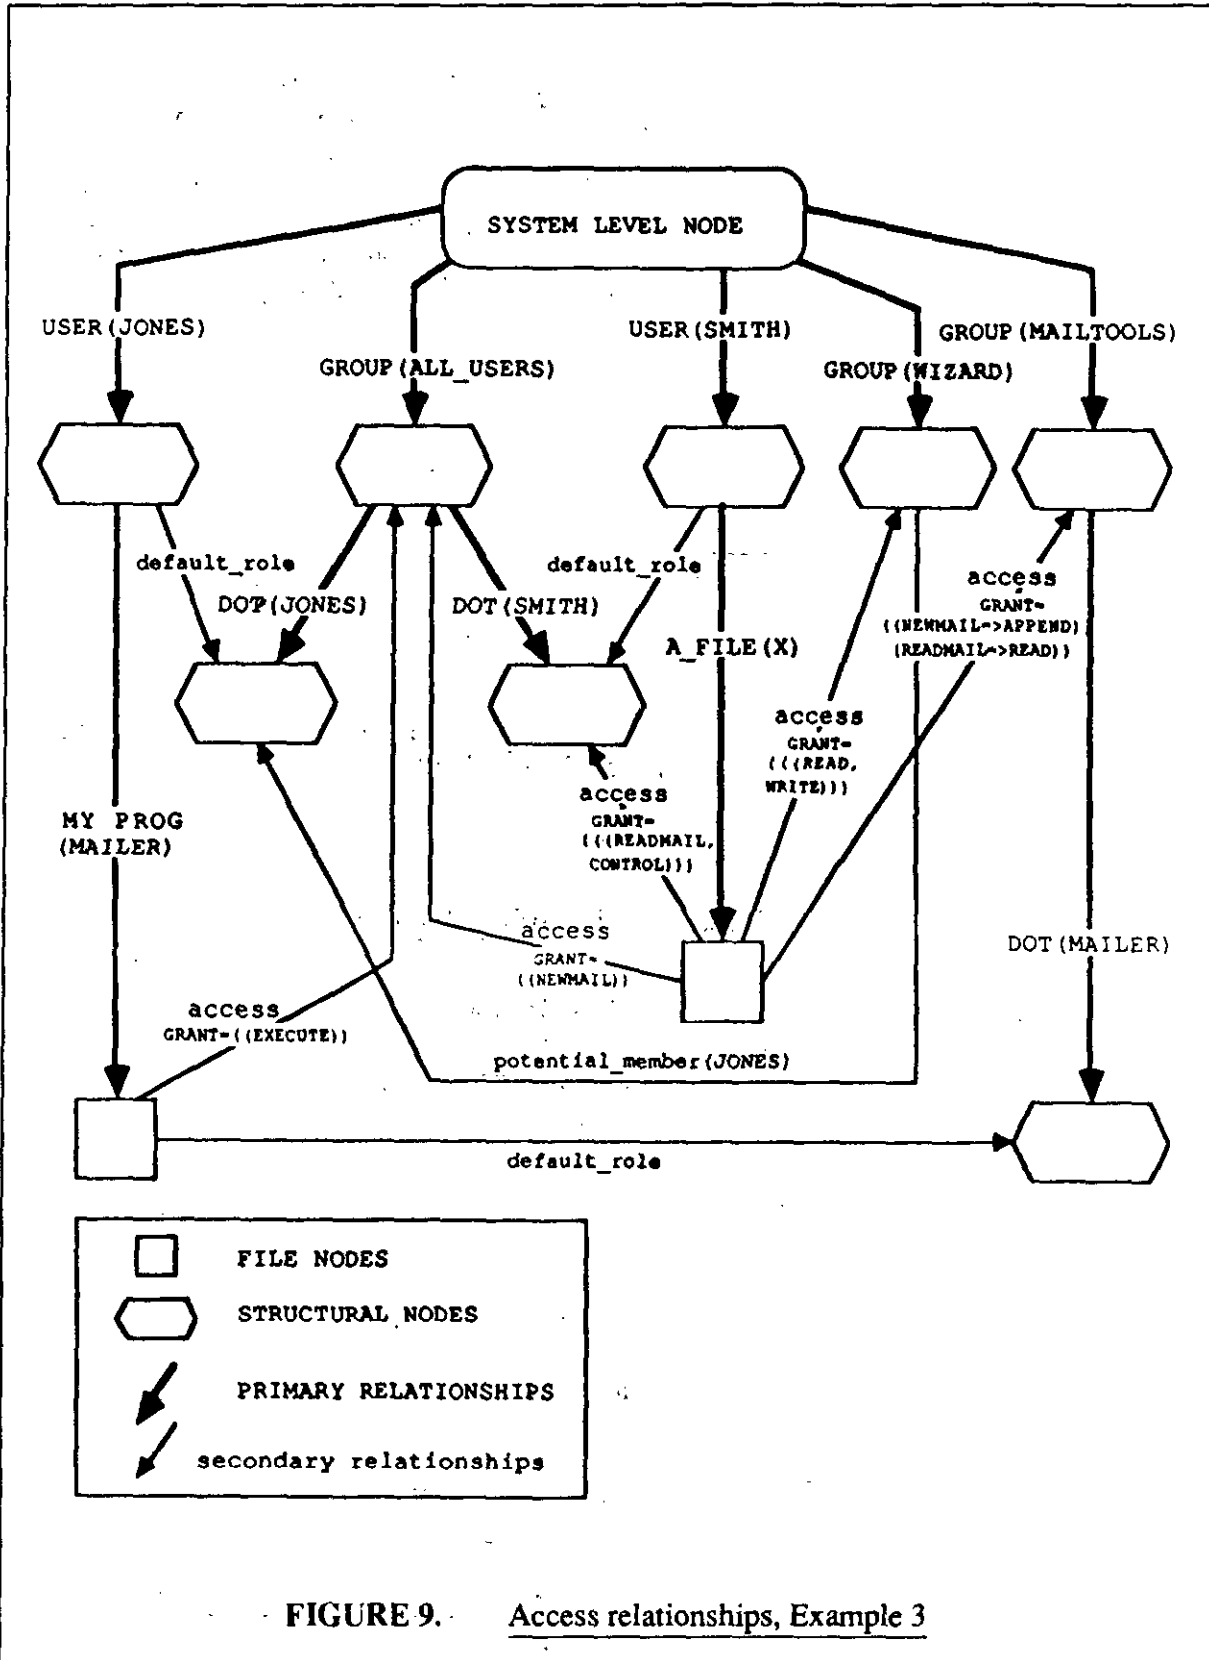 SYSTEM LEVEL NODE
USER(JONES)
USER(SMITH)
GROUP(MAILTOOLS)
GROUP(ALL_USERS)
GROUP(WIZARD)
default_role
default_role
access
GRANT=
((NEWMAIL=>APPEND)
(READMAIL=>READ))
DOT(JONES)
DOT(SMITH)
A_FILE(X)
access
GRANT=
(((READ,
WRITE)))
access
GRANT=
(((READMAIL,
CONTROL)))
MY PROG
(MAILER)
access
GRANT=
((NEWMAIL))
DOT(MAILER)
access
GRANT=((EXECUTE))
potential_member(JONES)
default_role
FILE NODES
STRUCTURAL NODES
PRIMARY RELATIONSHIPS
secondary relationships
FIGURE 9. Access relationships, Example 3